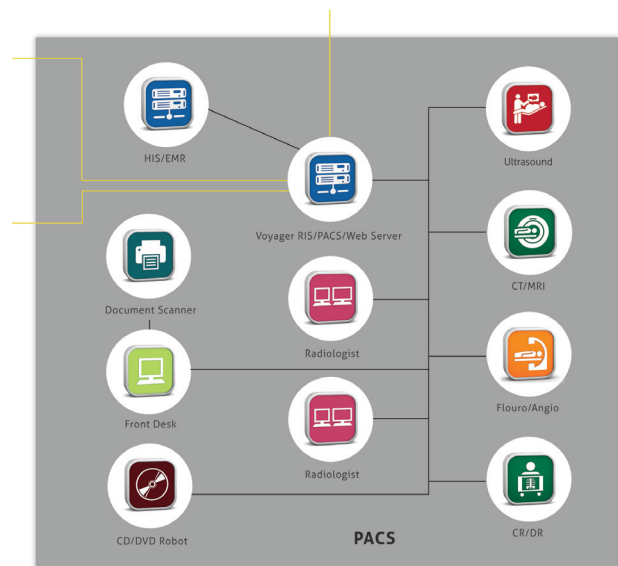 HIS/EMR
Ultrasound
Voyager RIS/PACS/Web Server
CT/MRI
Document Scanner
Radiologist
Front Desk
Flouro/Angio
Radiologist
CD/DVD Robot
PACS
CR/DR